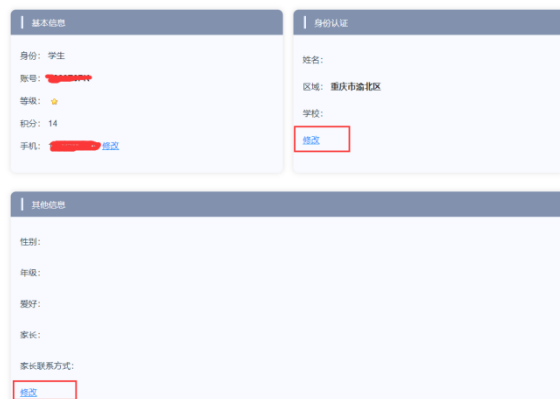 基本信息
身份： 学生
账号：
等级：
积分： 14
手机： 修改
身份认证
姓名：
区域： 重庆市渝北区
学校：
修改
其他信息
性别：
年级：
爱好：
家长：
家长联系方式：
修改